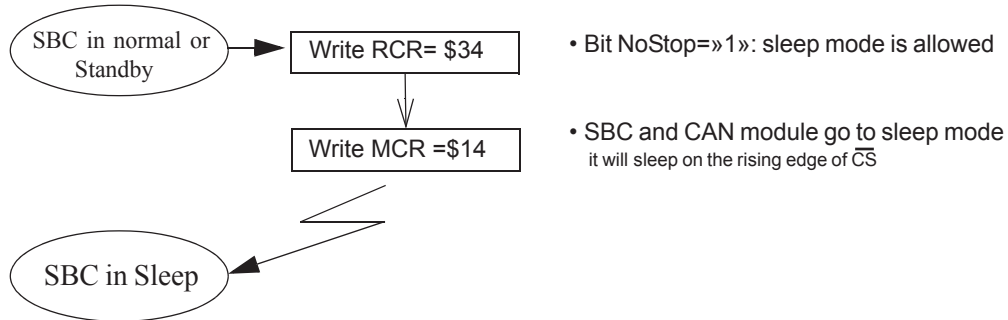 SBC in normal or
Standby
Write RCR= $34
• Bit NoStop=»1»: sleep mode is allowed
Write MCR =$14
• SBC and CAN module go to sleep mode
it will sleep on the rising edge of C̅S̅
SBC in Sleep